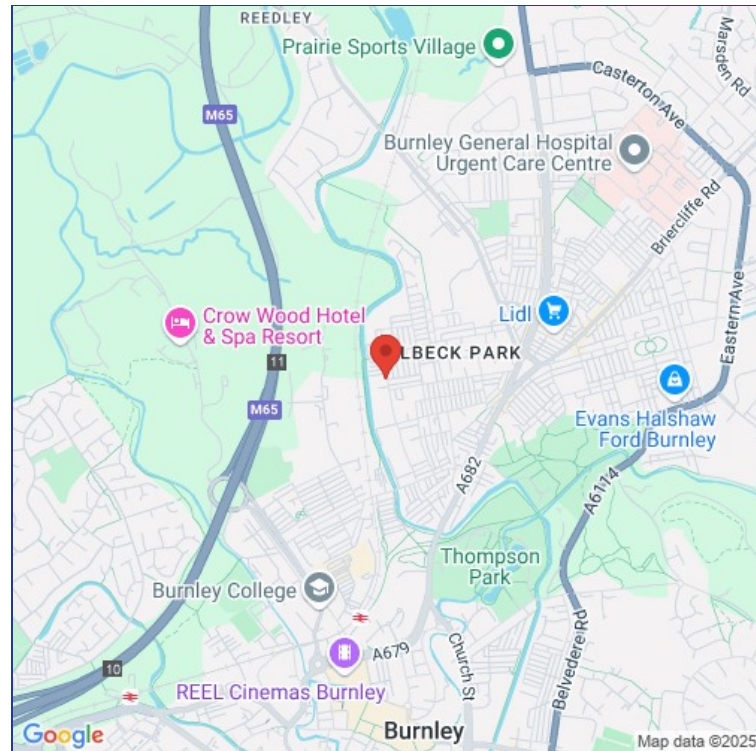 REEDLEY
Prairie Sports Village
Marsden
Rd
Casterton Ave
M65
Burnley General Hospital
Urgent Care Centre
Briercliffe Rd
Crow Wood Hotel
& Spa Resort
Lidl
Eastern Ave
11
LBECK PARK
M65
Evans Halshaw
Ford Burnley
A682
A6114
Thompson
Park
Burnley College
Church St
Belvedere Rd
A679
10
REEL Cinemas Burnley
Burnley
Google
Map data ©2025